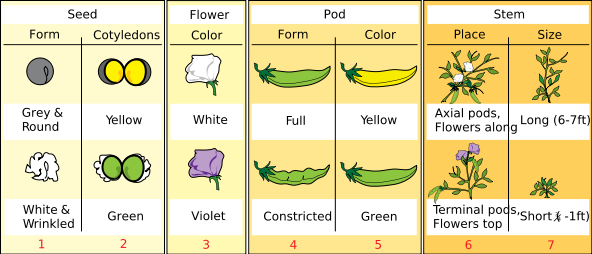 Seed
Flower
Pod
Stem
Form
Cotyledons
Color
Form
Color
Place
Size
Grey &
Round
Yellow
White
Full
Yellow
Axial pods,
Flowers along
Long (6-7ft)
White &
Wrinkled
Green
Violet
Constricted
Green
Terminal pods,
Flowers top
Short -1ft)
1
2
3
4
5
6
7